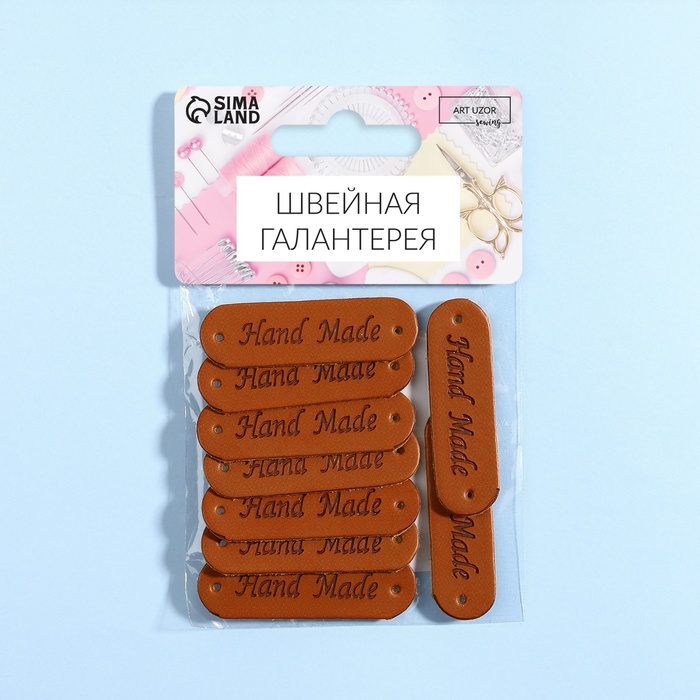 SIMA
LAND
ART UZOR
sewing
ШВЕЙНАЯ
ГАЛАНТЕРЕЯ
Hand Made
Hand Made
Hand Made
Hand Made
Hand Made
Hand Made
Hand Made
Hand Made
Made